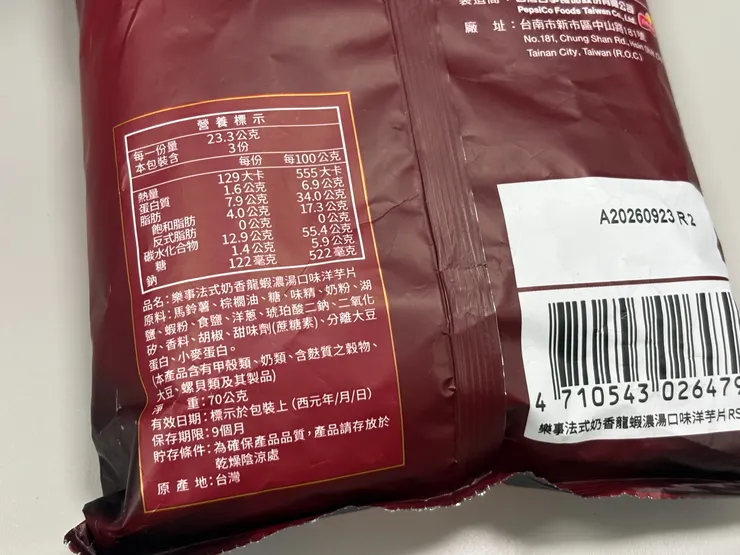 PepsiCo Foods Taiwan Co., Ltd.
廠 址：台南市新市區中山路181號
No.181, Chung Shan Rd., Hsin Shih
Tainan City, Taiwan (R.O.C.)
營養標示
每一份量 23.3公克
本包裝含 3份
每份 每100公克
熱量 129大卡 555大卡
蛋白質 1.6公克 6.9公克
脂肪 7.9公克 34.0公克
飽和脂肪 4.0公克 17.3公克
反式脂肪 0公克 0公克
碳水化合物 12.9公克 55.4公克
糖 1.4公克 5.9公克
鈉 122毫克 522毫克
品名：樂事法式奶香龍蝦濃湯口味洋芋片
原料：馬鈴薯、棕櫚油、糖、味精、奶粉、湖
鹽、蝦粉、食鹽、洋蔥、琥珀酸二鈉、二氧化
矽、香料、胡椒、甜味劑(蔗糖素)、分離大豆
蛋白、小麥蛋白。
(本產品含有甲殼類、奶類、含麩質之穀物、
大豆、螺貝類及其製品)
淨 重：70公克
有效日期：標示於包裝上(西元年/月/日)
保存期限：9個月
貯存條件：為確保產品品質，產品請存放於
乾燥陰涼處
原產地：台灣
A20260923 R2
4 710543 026479
樂事法式奶香龍蝦濃湯口味洋芋片RS